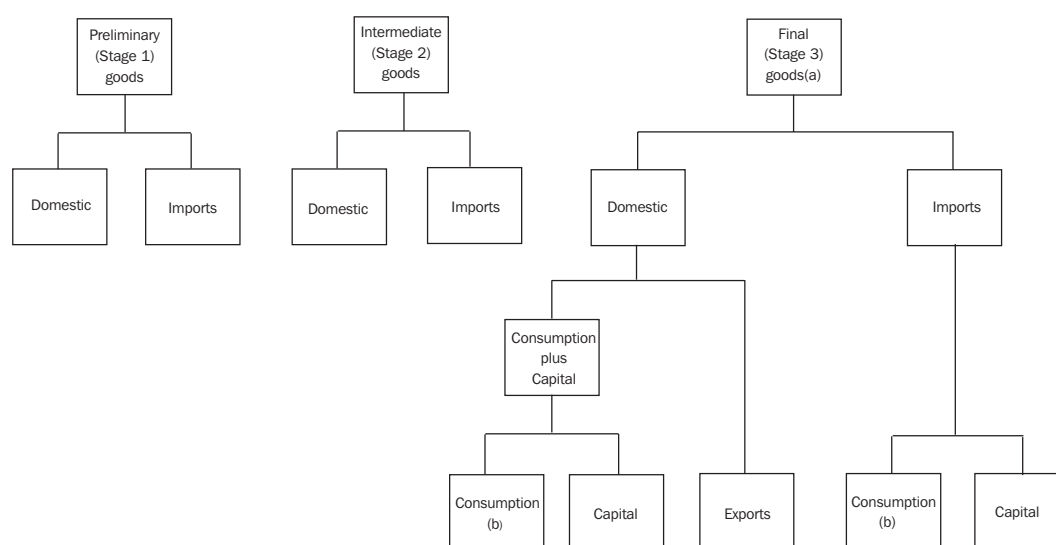 Preliminary
(Stage 1)
goods
Intermediate
(Stage 2)
goods
Final
(Stage 3)
goods(a)
Domestic
Imports
Domestic
Imports
Domestic
Imports
Consumption
plus
Capital
Consumption
(b)
Capital
Exports
Consumption
(b)
Capital